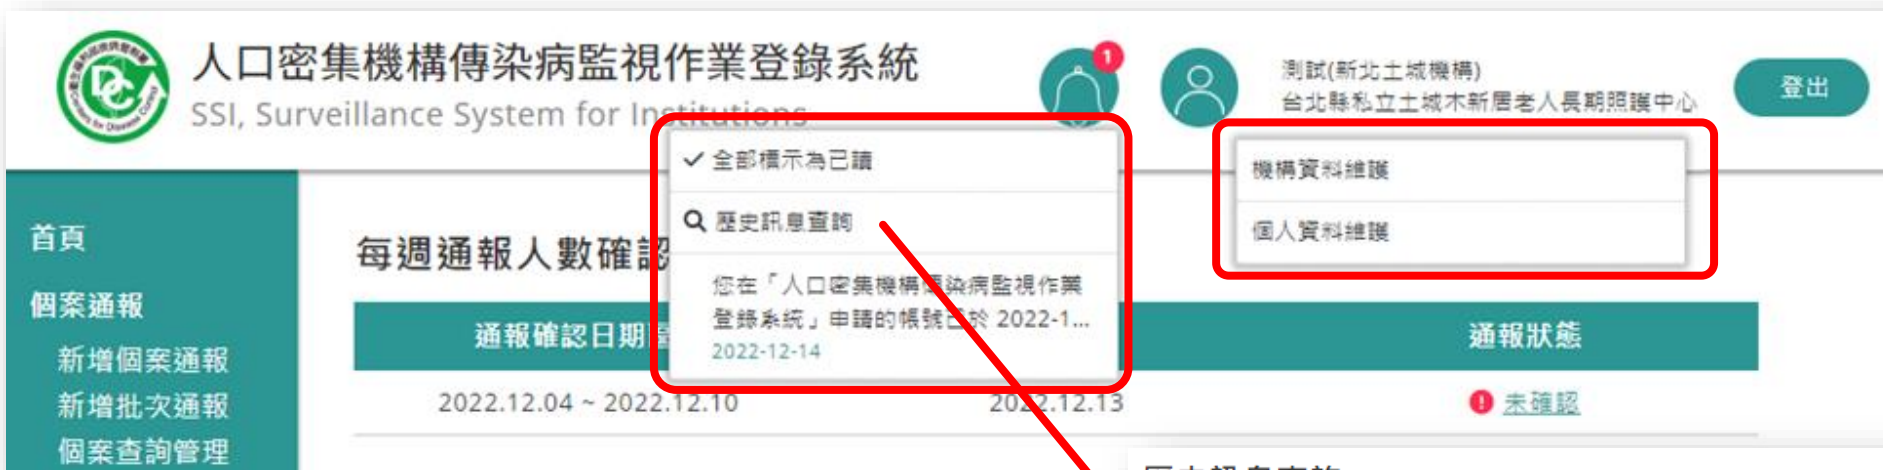 人口密集機構傳染病監視作業登錄系統
SSI, Surveillance System for Institutions
1
測試(新北土城機構)
台北縣私立土城木新居老人長期照護中心
登出
全部標示為已讀
歷史訊息查詢
您在「人口密集機構傳染病監視作業
登錄系統」申請的帳號已於 2022-1...
2022-12-14
機構資料維護
個人資料維護
首頁
個案通報
新增個案通報
新增批次通報
個案查詢管理
每週通報人數確認
通報確認日期
通報狀態
2022.12.04 ~ 2022.12.10
2022.12.13
未確認
歷史訊息查詢